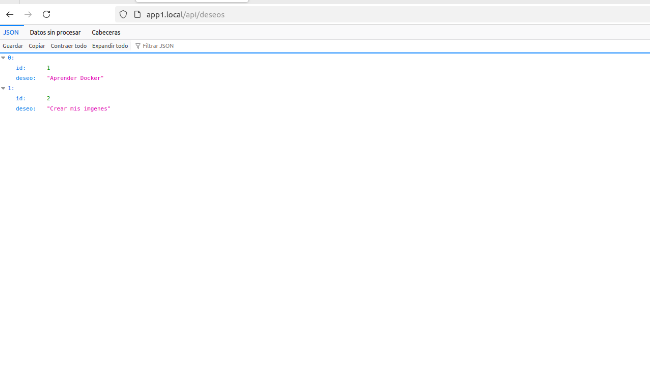 app1.local/api/deseos
JSON Datos sin procesar Cabeceras
Guardar Copiar Contraer todo Expandir todo Filtrar JSON
0:
id: 1
deseo: "Aprender Docker"
1:
id: 2
deseo: "Crear mis imgenes"